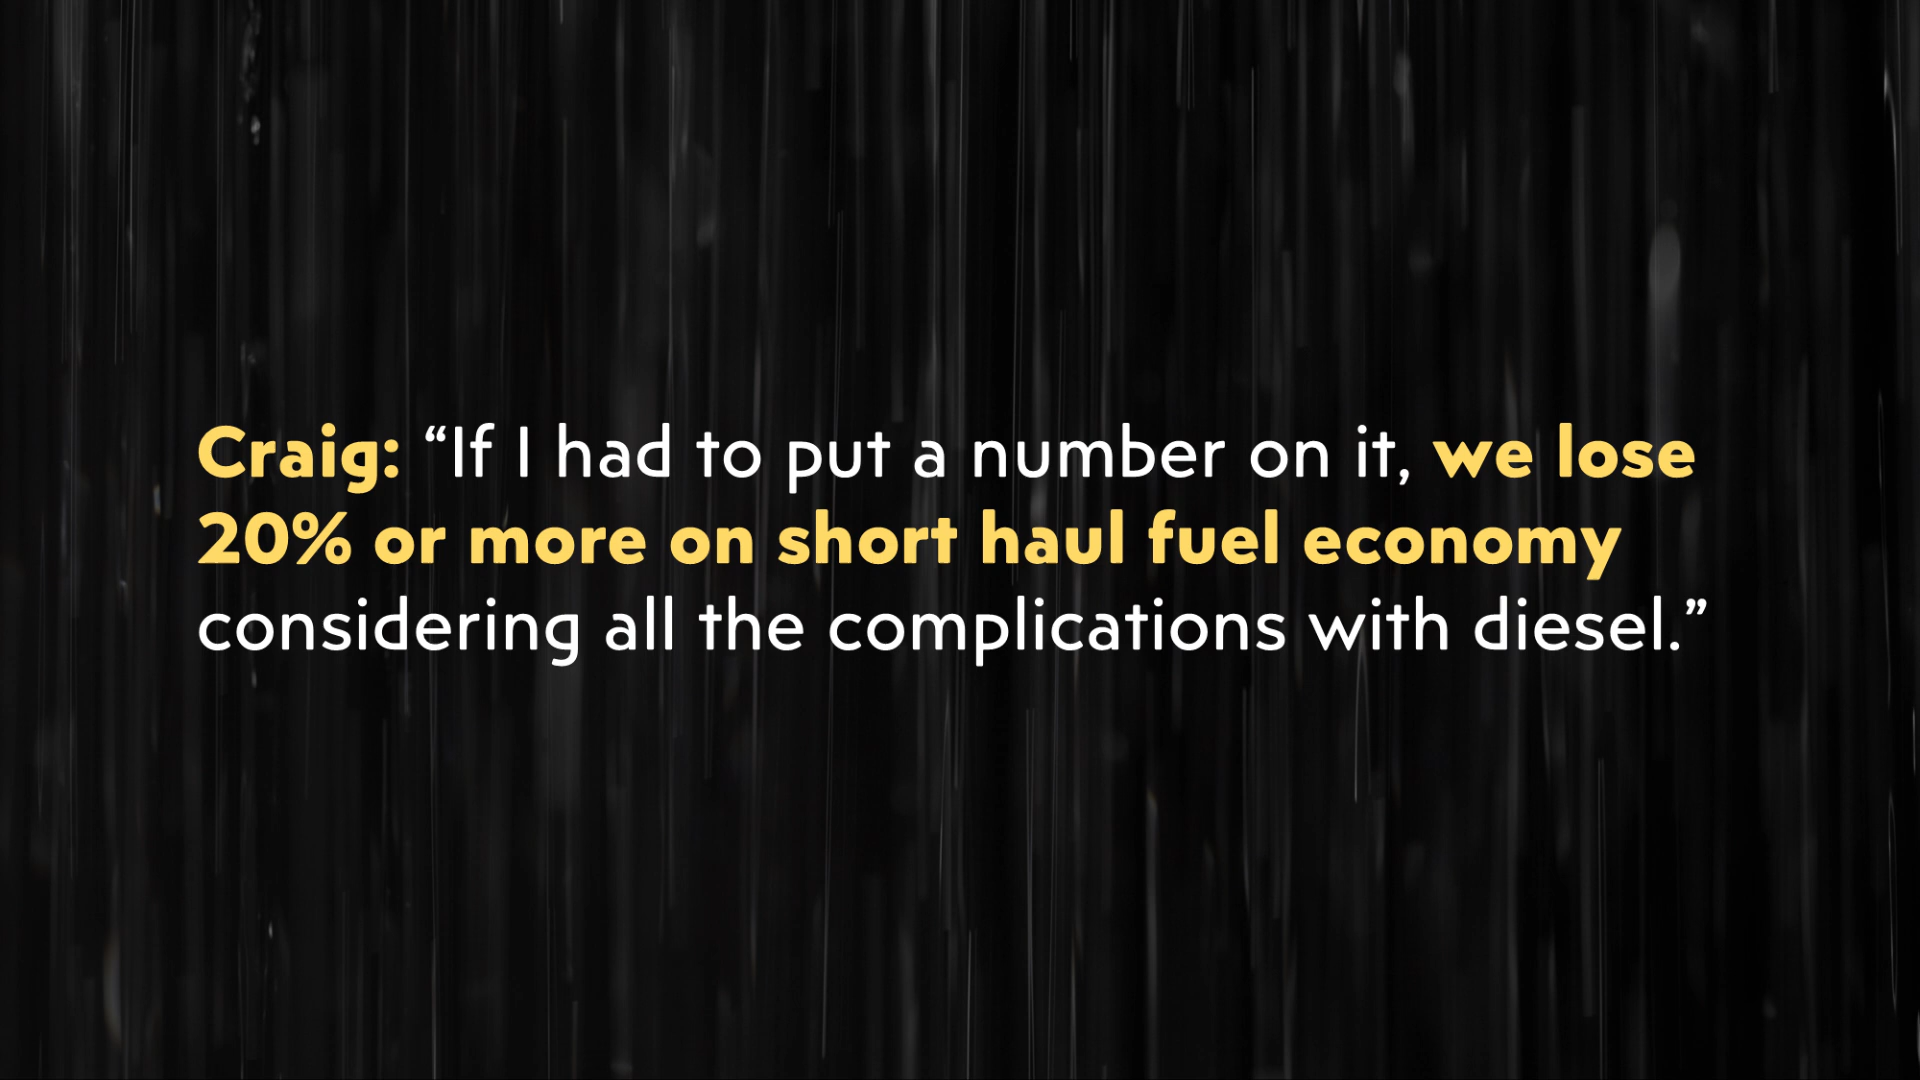 Craig: “If I had to put a number on it, we lose
20% or more on short haul fuel economy
considering all the complications with diesel.”